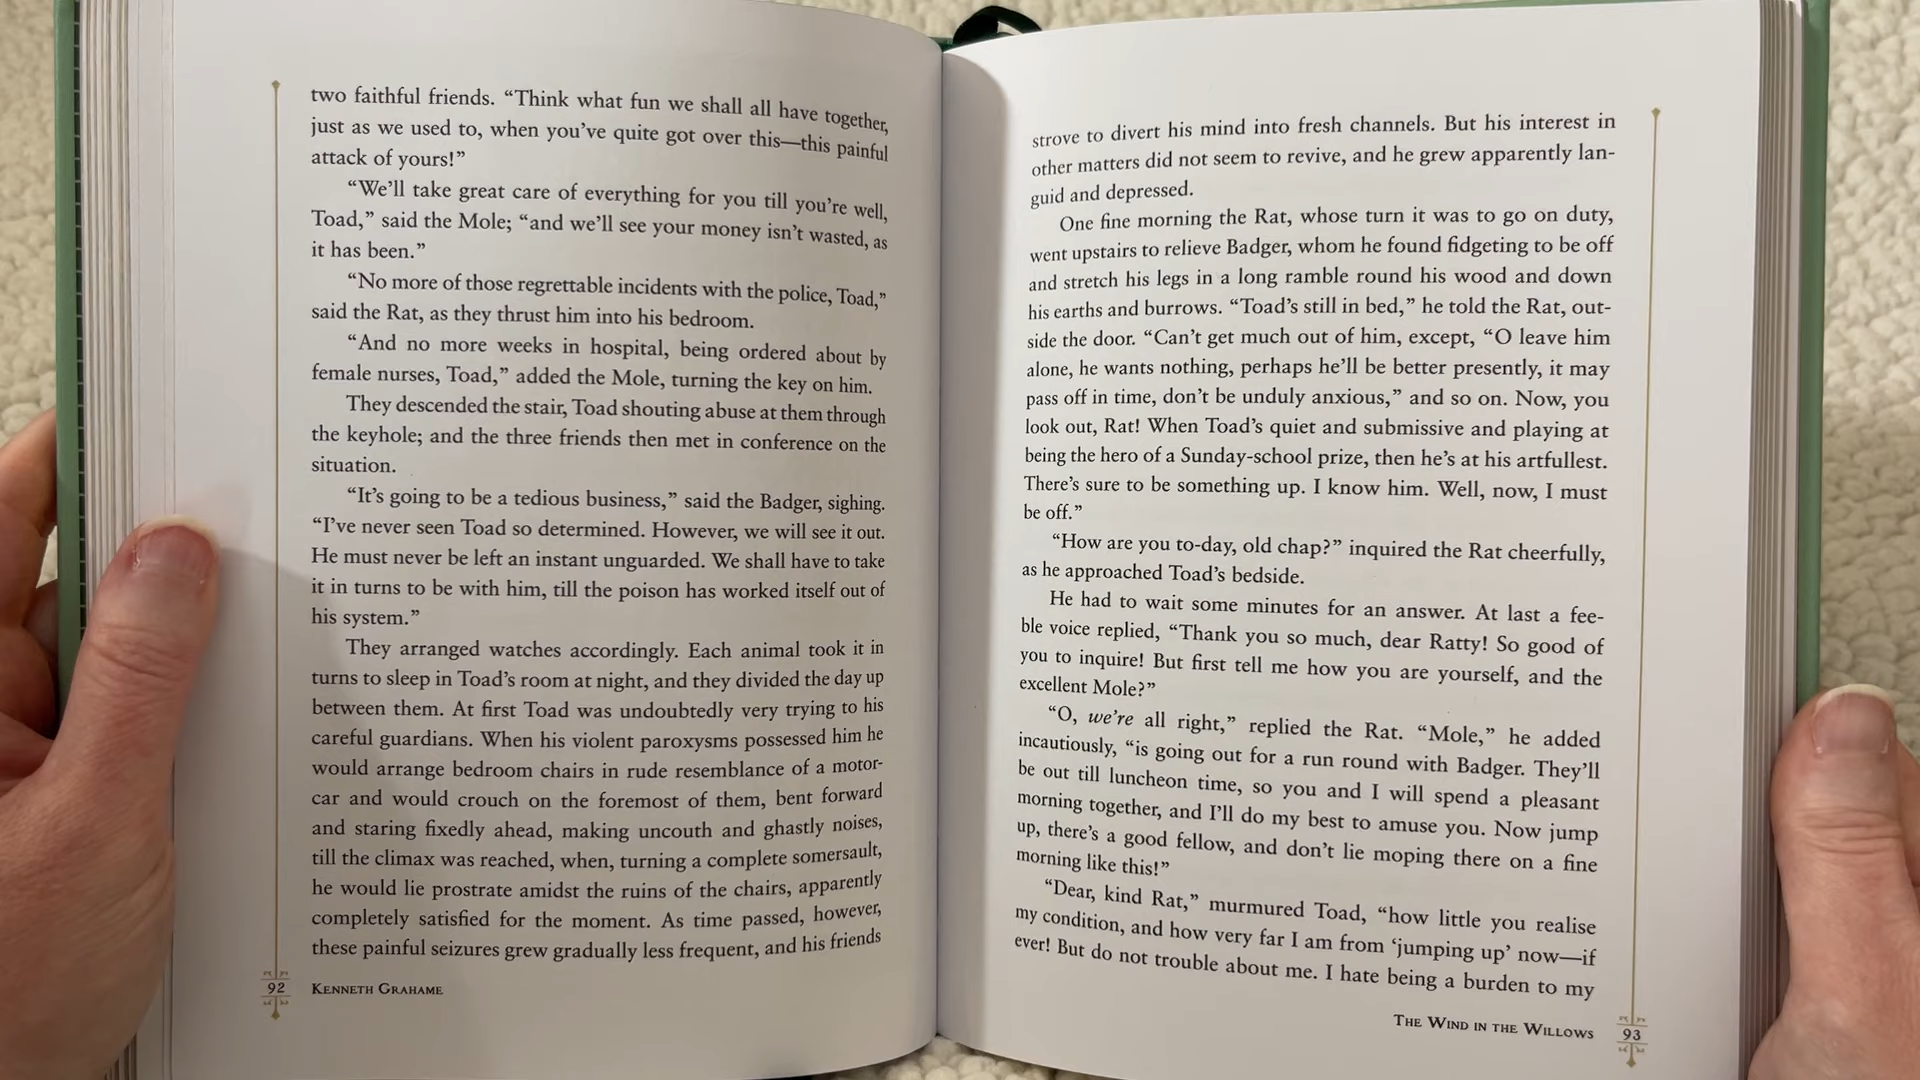 two faithful friends. “Think what fun we shall all have together,
just as we used to, when you’ve quite got over this—this painful
attack of yours!”
“We’ll take great care of everything for you till you’re well,
Toad,” said the Mole; “and we’ll see your money isn’t wasted, as
it has been.”
“No more of those regrettable incidents with the police, Toad,”
said the Rat, as they thrust him into his bedroom.
“And no more weeks in hospital, being ordered about by
female nurses, Toad,” added the Mole, turning the key on him.
They descended the stair, Toad shouting abuse at them through
the keyhole; and the three friends then met in conference on the
situation.
“It’s going to be a tedious business,” said the Badger, sighing.
“I’ve never seen Toad so determined. However, we will see it out.
He must never be left an instant unguarded. We shall have to take
it in turns to be with him, till the poison has worked itself out of
his system.”
They arranged watches accordingly. Each animal took it in
turns to sleep in Toad’s room at night, and they divided the day up
between them. At first Toad was undoubtedly very trying to his
careful guardians. When his violent paroxysms possessed him he
would arrange bedroom chairs in rude resemblance of a motor-
car and would crouch on the foremost of them, bent forward
and staring fixedly ahead, making uncouth and ghastly noises,
till the climax was reached, when, turning a complete somersault,
he would lie prostrate amidst the ruins of the chairs, apparently
completely satisfied for the moment. As time passed, however,
these painful seizures grew gradually less frequent, and his friends
92 Kenneth Grahame
strove to divert his mind into fresh channels. But his interest in
other matters did not seem to revive, and he grew apparently lan-
guid and depressed.
One fine morning the Rat, whose turn it was to go on duty,
went upstairs to relieve Badger, whom he found fidgeting to be off
and stretch his legs in a long ramble round his wood and down
his earths and burrows. “Toad’s still in bed,” he told the Rat, out-
side the door. “Can’t get much out of him, except, “O leave him
alone, he wants nothing, perhaps he’ll be better presently, it may
pass off in time, don’t be unduly anxious,” and so on. Now, you
look out, Rat! When Toad’s quiet and submissive and playing at
being the hero of a Sunday-school prize, then he’s at his artfullest.
There’s sure to be something up. I know him. Well, now, I must
be off.”
“How are you to-day, old chap?” inquired the Rat cheerfully,
as he approached Toad’s bedside.
He had to wait some minutes for an answer. At last a fee-
ble voice replied, “Thank you so much, dear Ratty! So good of
you to inquire! But first tell me how you are yourself, and the
excellent Mole?”
“O, we’re all right,” replied the Rat. “Mole,” he added
incautiously, “is going out for a run round with Badger. They’ll
be out till luncheon time, so you and I will spend a pleasant
morning together, and I’ll do my best to amuse you. Now jump
up, there’s a good fellow, and don’t lie moping there on a fine
morning like this!”
“Dear, kind Rat,” murmured Toad, “how little you realise
my condition, and how very far I am from ‘jumping up’ now—if
ever! But do not trouble about me. I hate being a burden to my
The Wind in the Willows 93